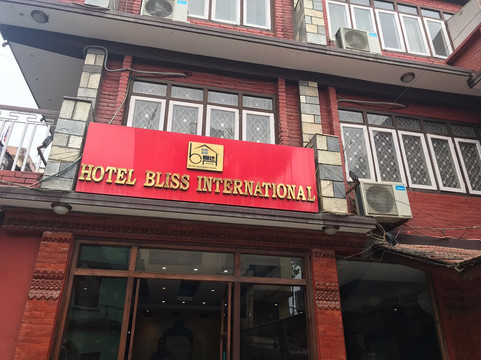 HOTEL BLISS INTERNATIONAL